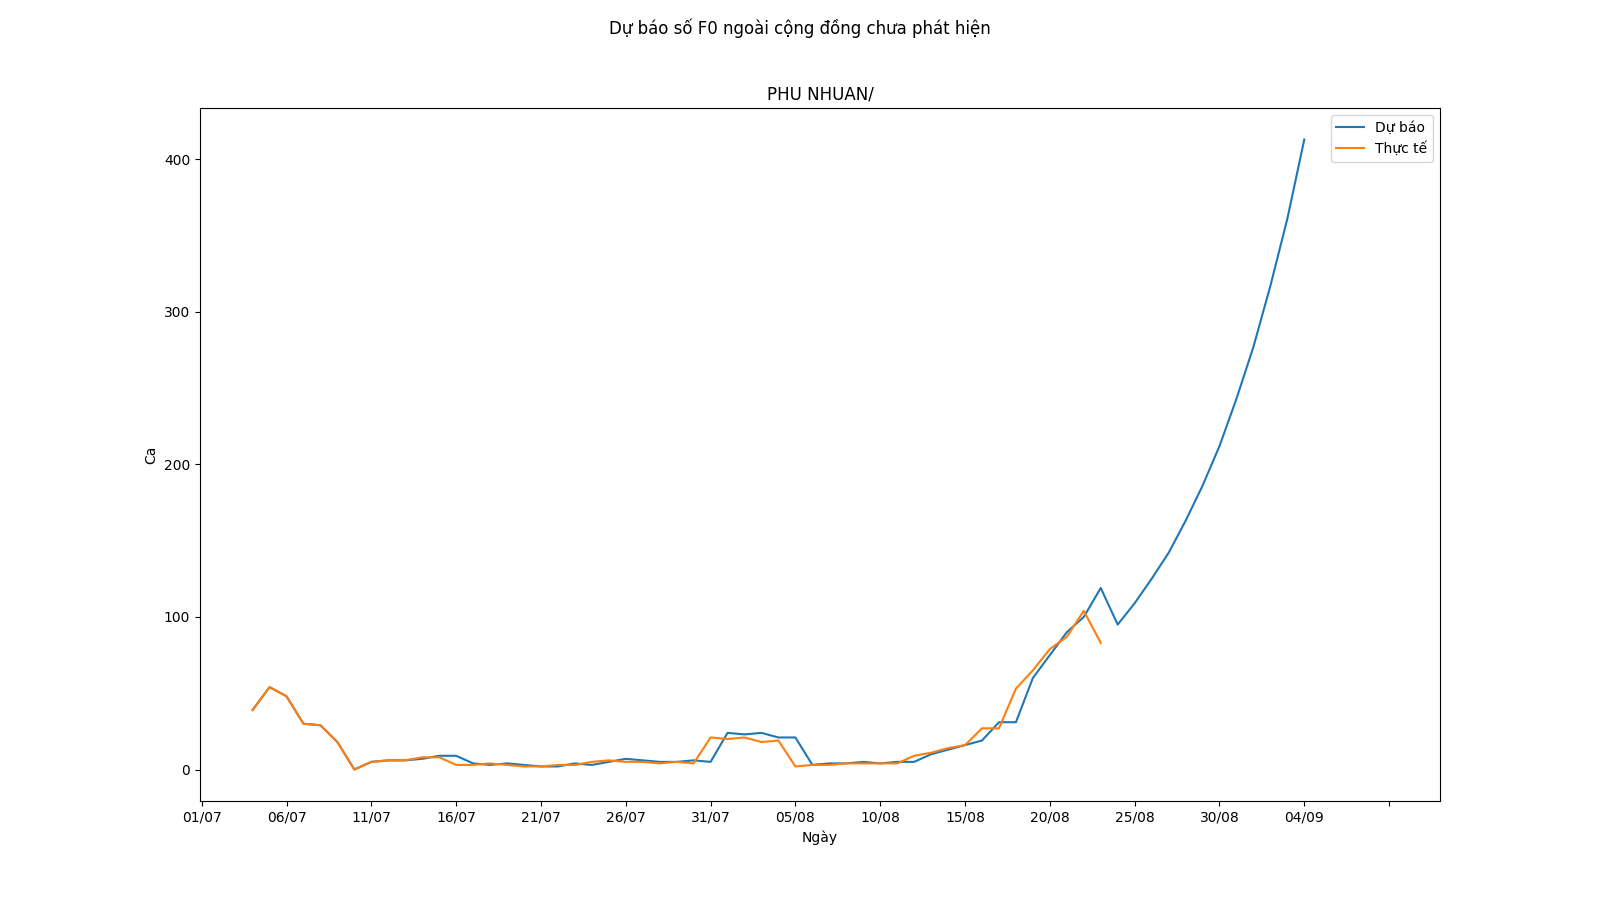 Dự báo số F0 ngoài cộng đồng chưa phát hiện
PHU NHUAN/
Dự báo
Thực tế
400
300
200
100
0
Ca
01/07 06/07 11/07 16/07 21/07 26/07 31/07 05/08 10/08 15/08 20/08 25/08 30/08 04/09
Ngày